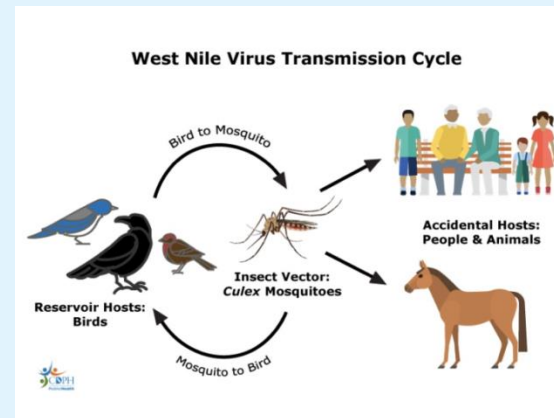 West Nile Virus Transmission Cycle
Bird to Mosquito
Accidental Hosts:
People & Animals
Insect Vector:
Culex Mosquitoes
Reservoir Hosts:
Birds
Mosquito to Bird
CDPH